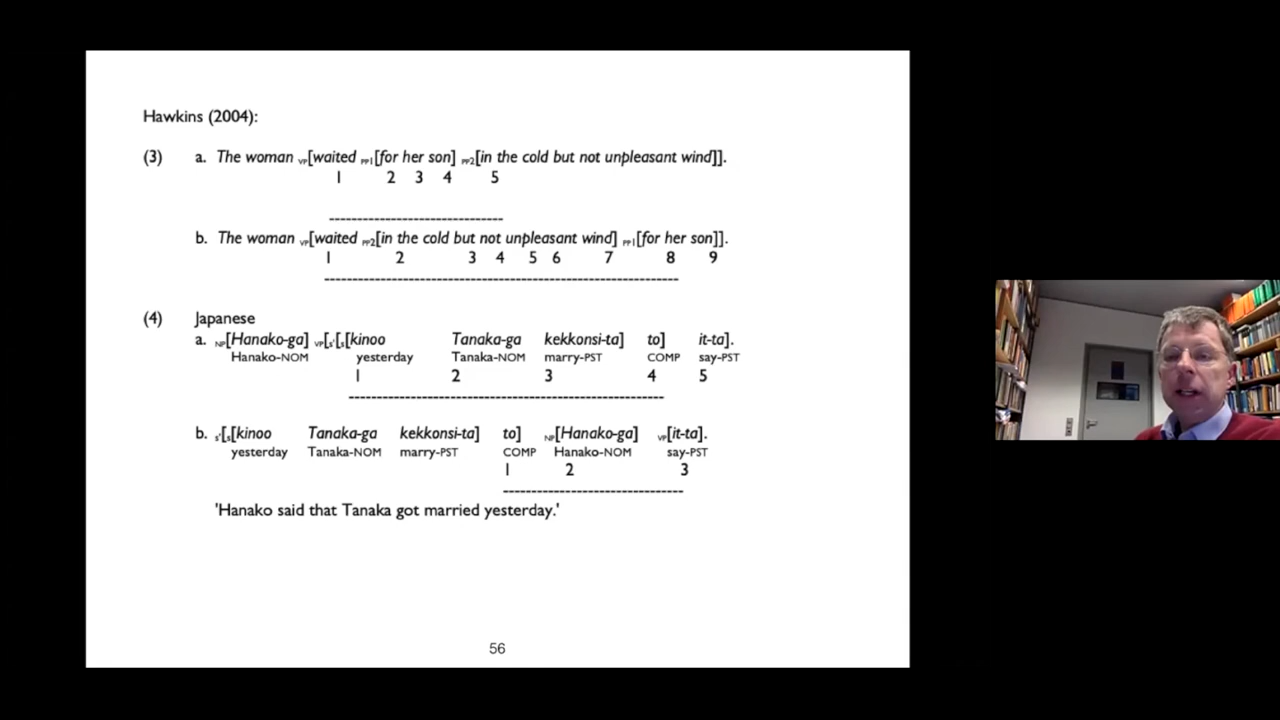 Hawkins (2004):
(3) a. The woman VP[waited PP1[for her son] PP2[in the cold but not unpleasant wind]].
1 2 3 4 5
-------------------------------
b. The woman VP[waited PP2[in the cold but not unpleasant wind] PP1[for her son]].
1 2 3 4 5 6 7 8 9
----------------------------------------------------------------
(4) Japanese
a. NP[Hanako-ga] VP[S'[S[kinoo Tanaka-ga kekkonsi-ta] to] it-ta].
Hanako-NOM yesterday Tanaka-NOM marry-PST COMP say-PST
1 2 3 4 5
---------------------------------------------------------
b. S'[S[kinoo Tanaka-ga kekkonsi-ta] to] NP[Hanako-ga] VP[it-ta].
yesterday Tanaka-NOM marry-PST COMP Hanako-NOM say-PST
1 2 3
--------------------------------
'Hanako said that Tanaka got married yesterday.'
56